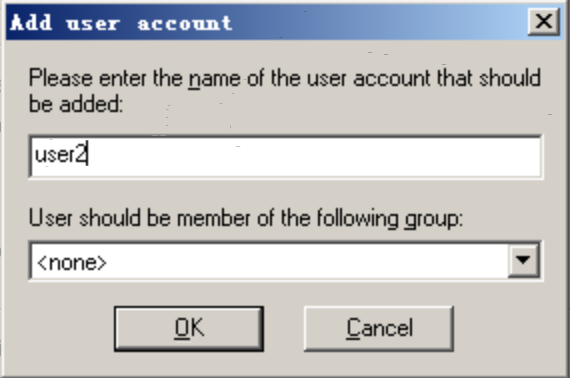 Add user account
Please enter the name of the user account that should
be added:
user2
User should be member of the following group:
<none>
OK
Cancel